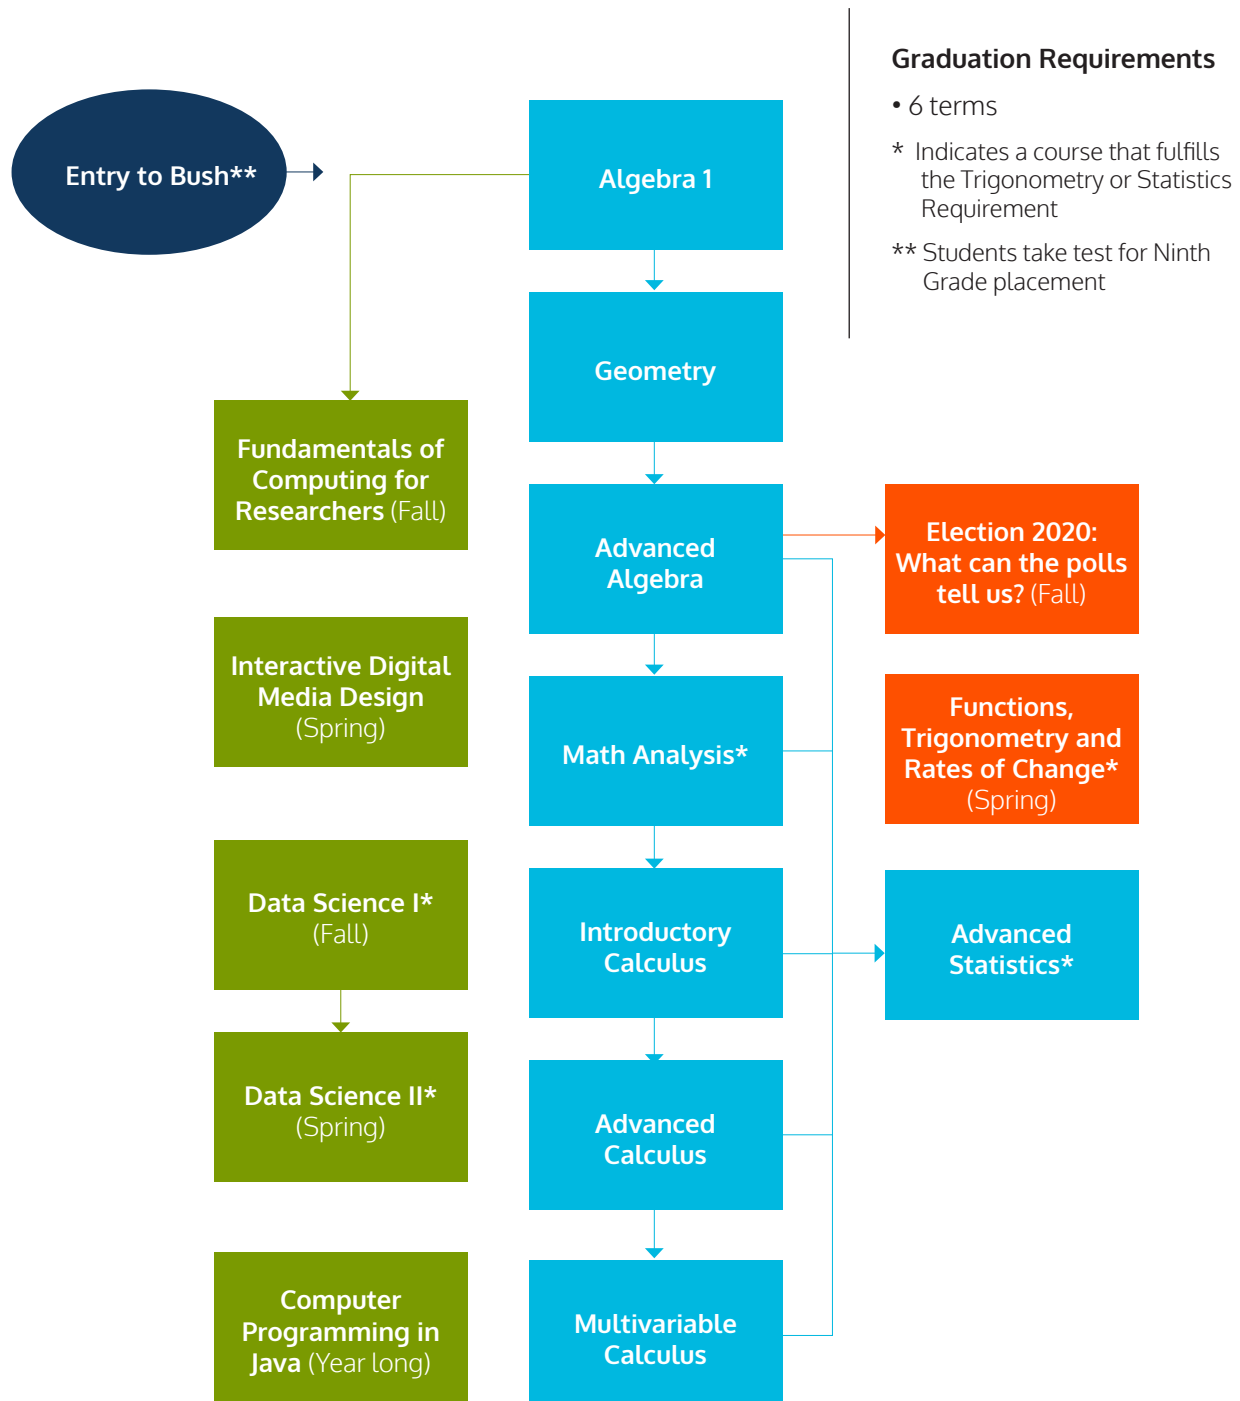 Graduation Requirements
• 6 terms
* Indicates a course that fulfills
the Trigonometry or Statistics
Requirement
** Students take test for Ninth
Grade placement
Entry to Bush**
Algebra 1
Geometry
Fundamentals of
Computing for
Researchers (Fall)
Advanced
Algebra
Election 2020:
What can the polls
tell us? (Fall)
Interactive Digital
Media Design
(Spring)
Math Analysis*
Functions,
Trigonometry and
Rates of Change*
(Spring)
Data Science I*
(Fall)
Introductory
Calculus
Advanced
Statistics*
Data Science II*
(Spring)
Advanced
Calculus
Computer
Programming in
Java (Year long)
Multivariable
Calculus